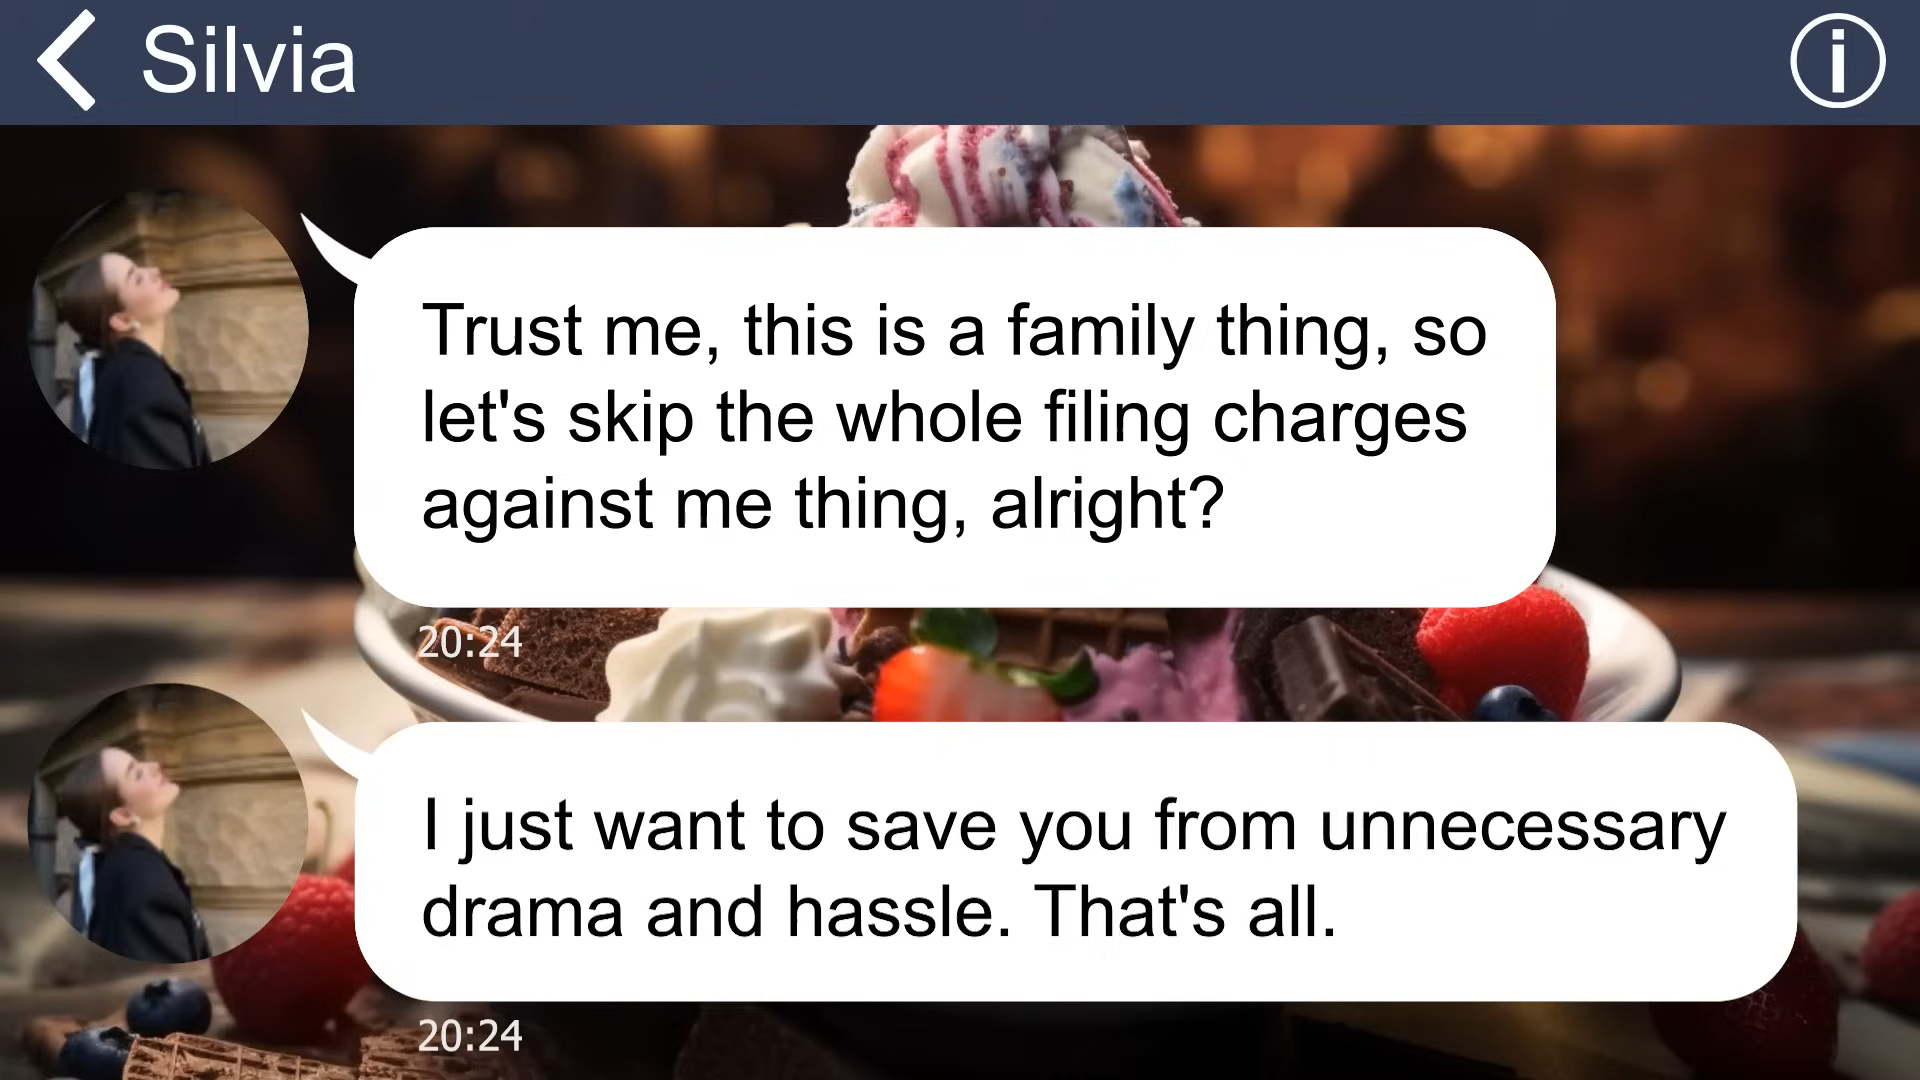 Silvia
Trust me, this is a family thing, so
let's skip the whole filing charges
against me thing, alright?
20:24
I just want to save you from unnecessary
drama and hassle. That's all.
20:24